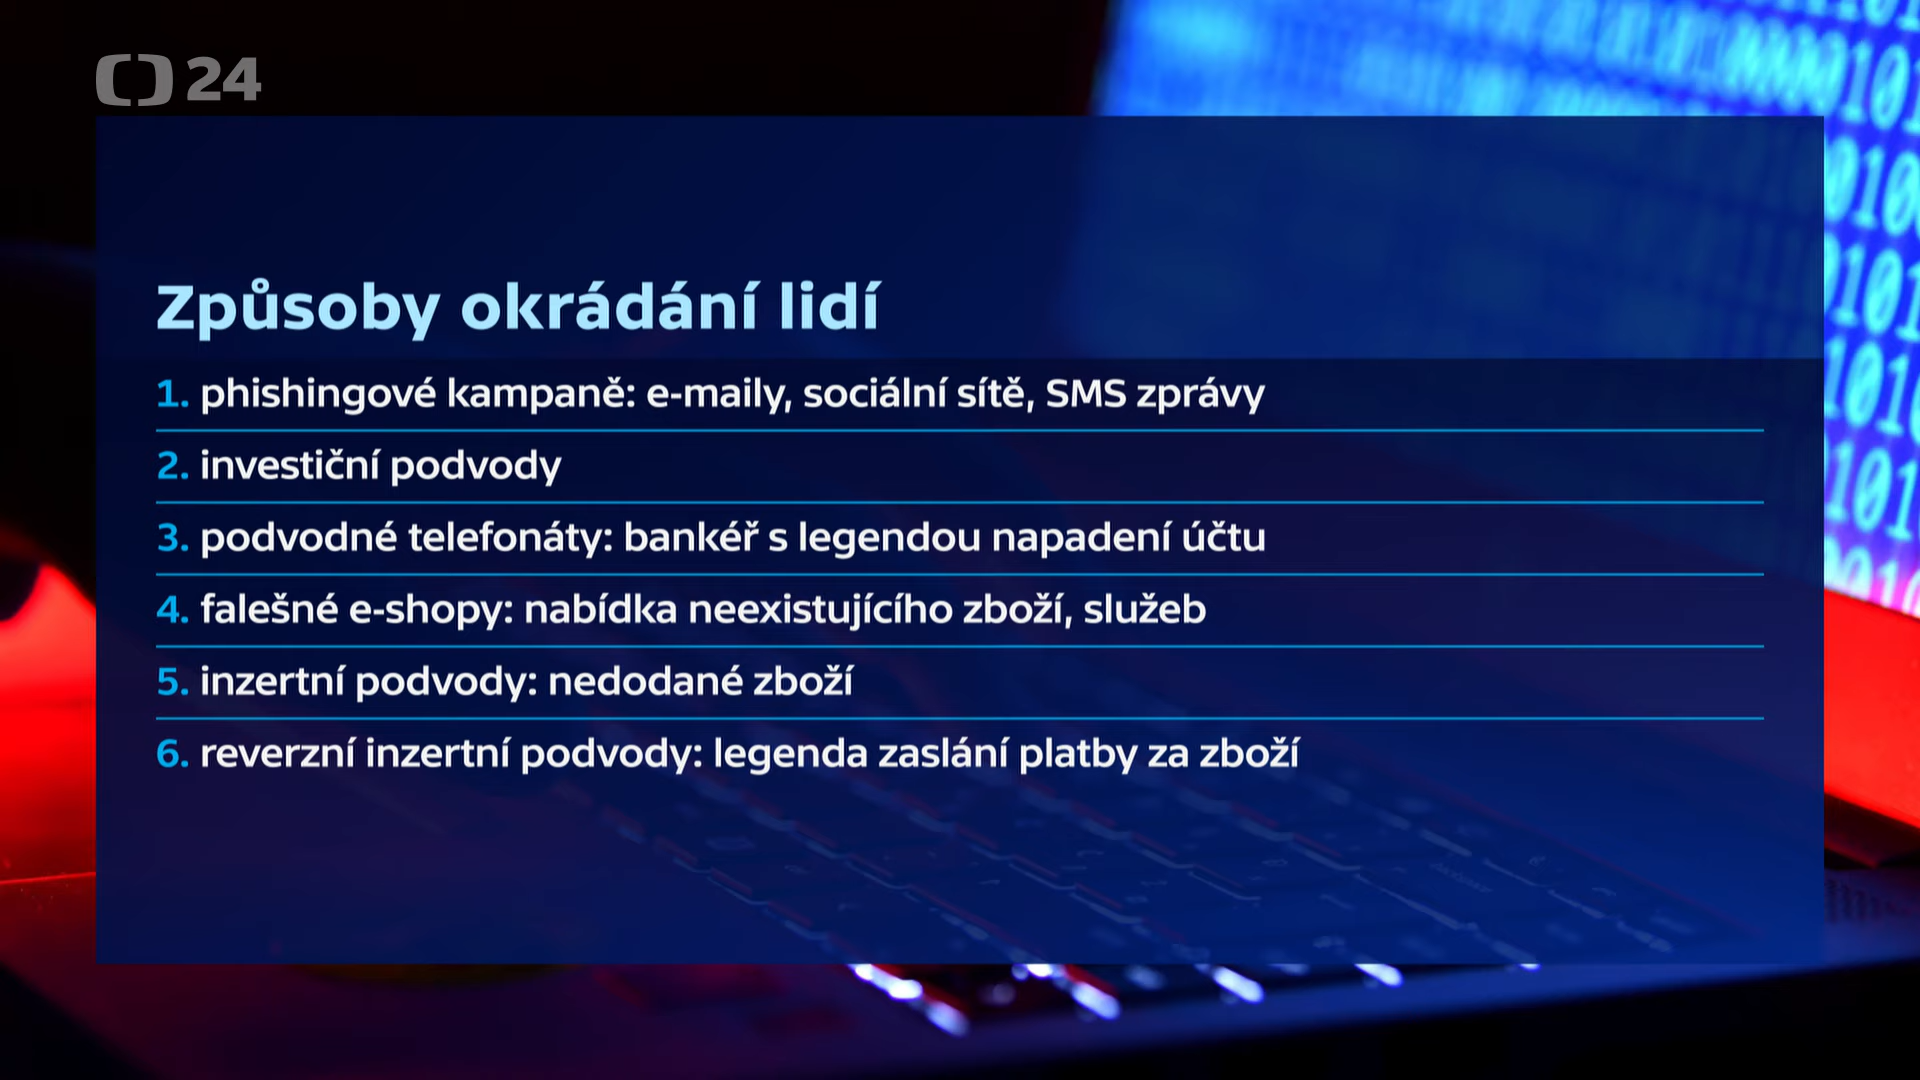 24
Způsoby okrádání lidí
1. phishingové kampaně: e-maily, sociální sítě, SMS zprávy
2. investiční podvody
3. podvodné telefonáty: bankéř s legendou napadení účtu
4. falešné e-shopy: nabídka neexistujícího zboží, služeb
5. inzertní podvody: nedodané zboží
6. reverzní inzertní podvody: legenda zaslání platby za zboží